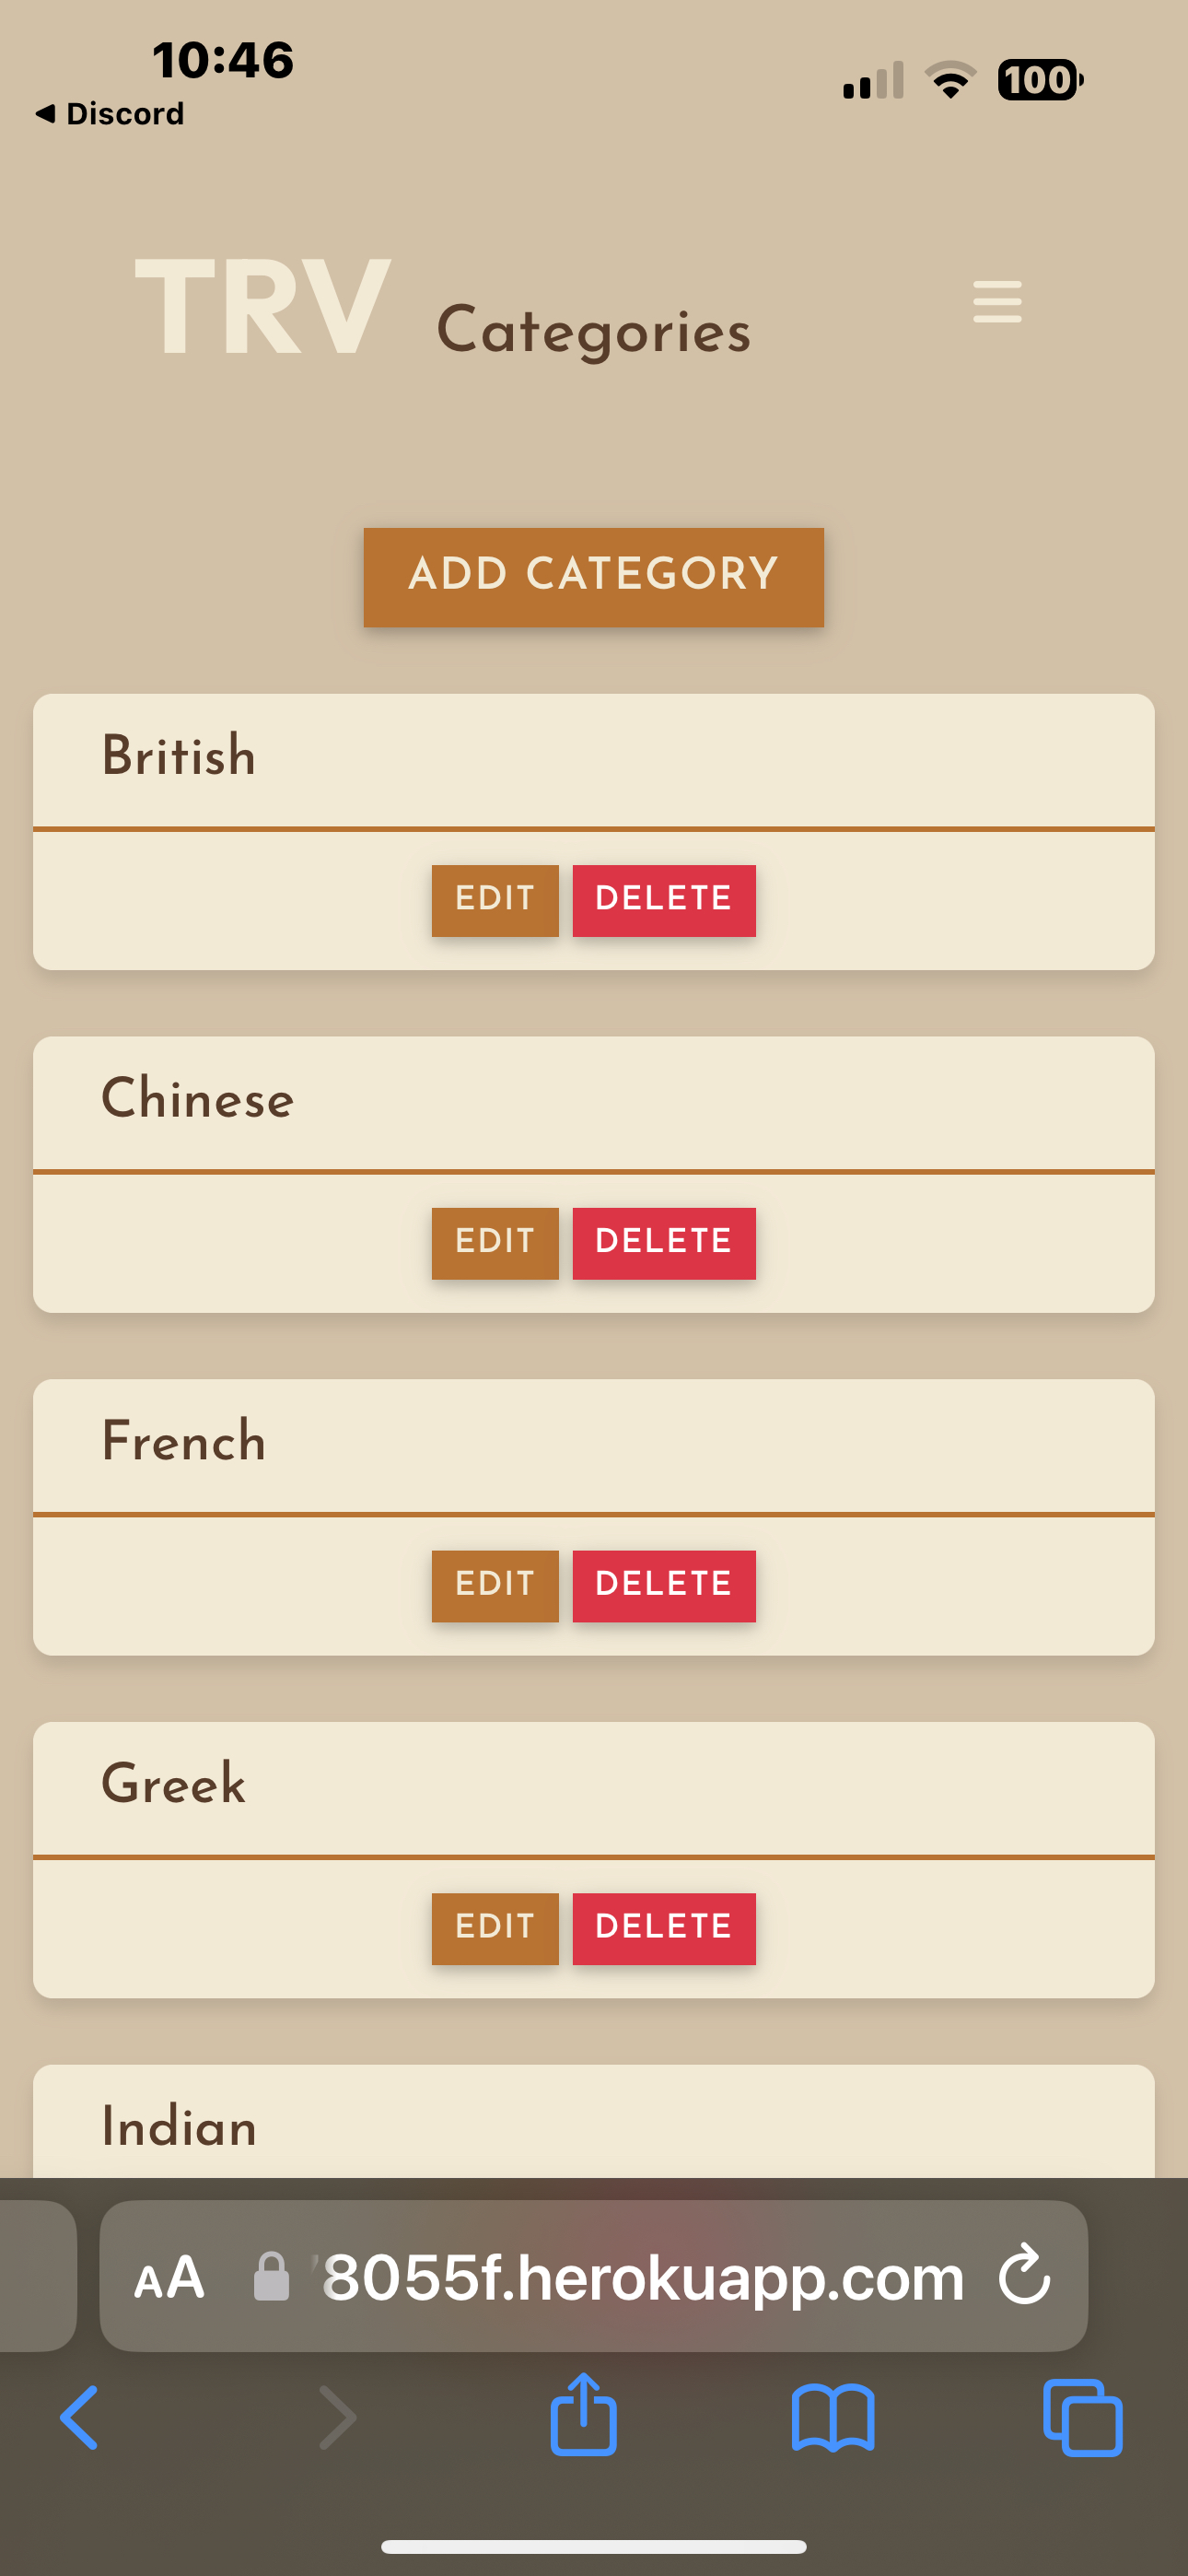 10:46
100
Discord
TRV Categories
ADD CATEGORY
British
EDIT DELETE
Chinese
EDIT DELETE
French
EDIT DELETE
Greek
EDIT DELETE
Indian
AA 8055f.herokuapp.com